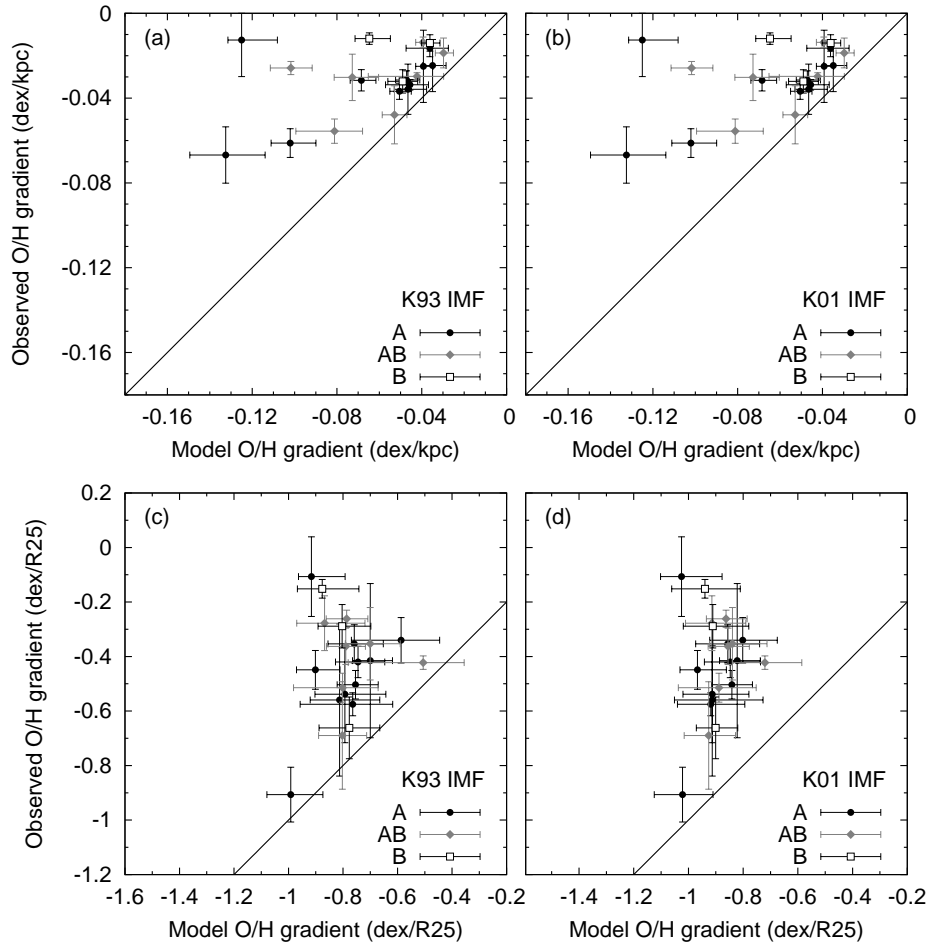 (a)
0
-0.04
-0.08
-0.12
-0.16
Observed O/H gradient (dex/kpc)
K93 IMF
A
AB
B
-0.16 -0.12 -0.08 -0.04 0
Model O/H gradient (dex/kpc)
(b)
K01 IMF
A
AB
B
-0.16 -0.12 -0.08 -0.04 0
Model O/H gradient (dex/kpc)
(c)
0.2
0
-0.2
-0.4
-0.6
-0.8
-1
-1.2
Observed O/H gradient (dex/R25)
K93 IMF
A
AB
B
-1.6 -1.4 -1.2 -1 -0.8 -0.6 -0.4 -0.2
Model O/H gradient (dex/R25)
(d)
K01 IMF
A
AB
B
-1.4 -1.2 -1 -0.8 -0.6 -0.4 -0.2
Model O/H gradient (dex/R25)